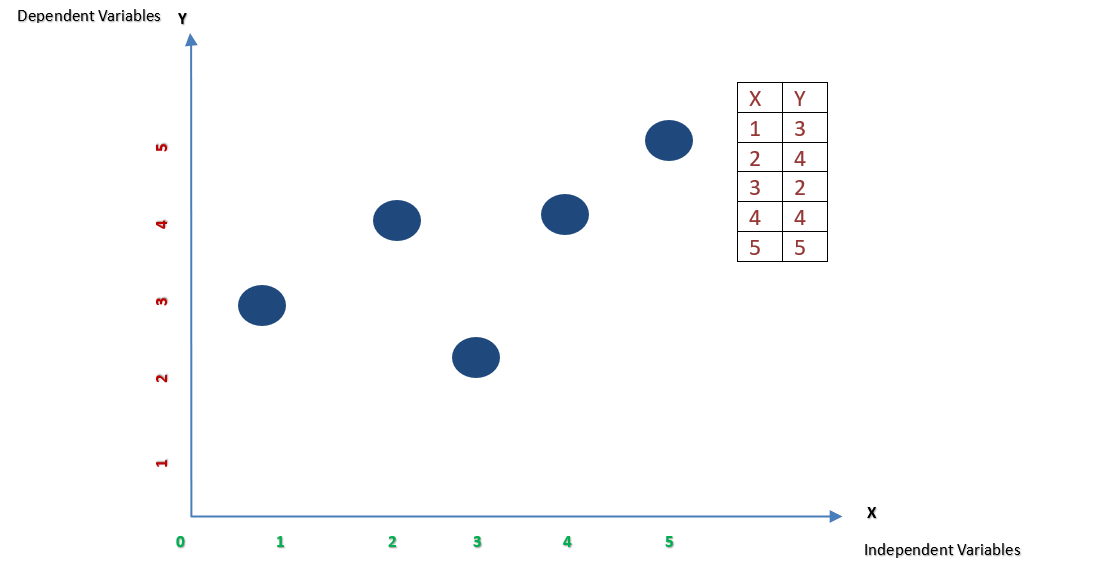 Dependent Variables Y
X Y
1 3
2 4
3 2
4 4
5 5
5
4
3
2
1
X
0 1 2 3 4 5
Independent Variables